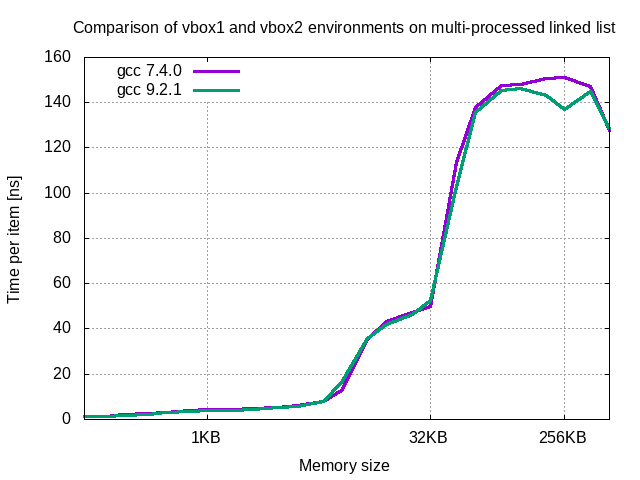 Comparison of vbox1 and vbox2 environments on multi-processed linked list
160
140
120
100
80
60
40
20
0
Time per item [ns]
gcc 7.4.0
gcc 9.2.1
1KB
32KB
256KB
Memory size